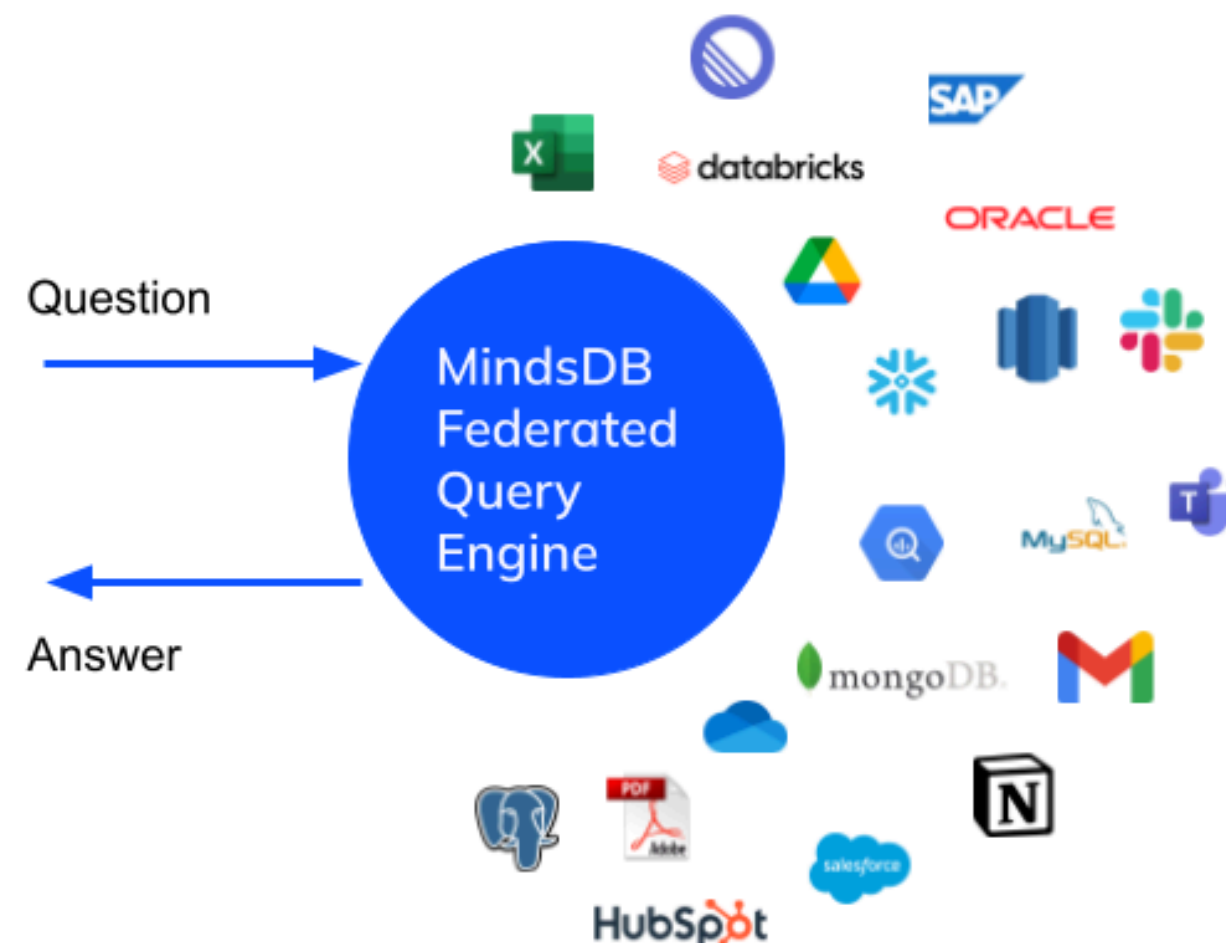 SAP
X
databricks
ORACLE
Question
MindsDB
Federated
Query
Engine
T
MySQL.
Answer
mongoDB.
PDF
Adobe
N
salesforce
HubSpot